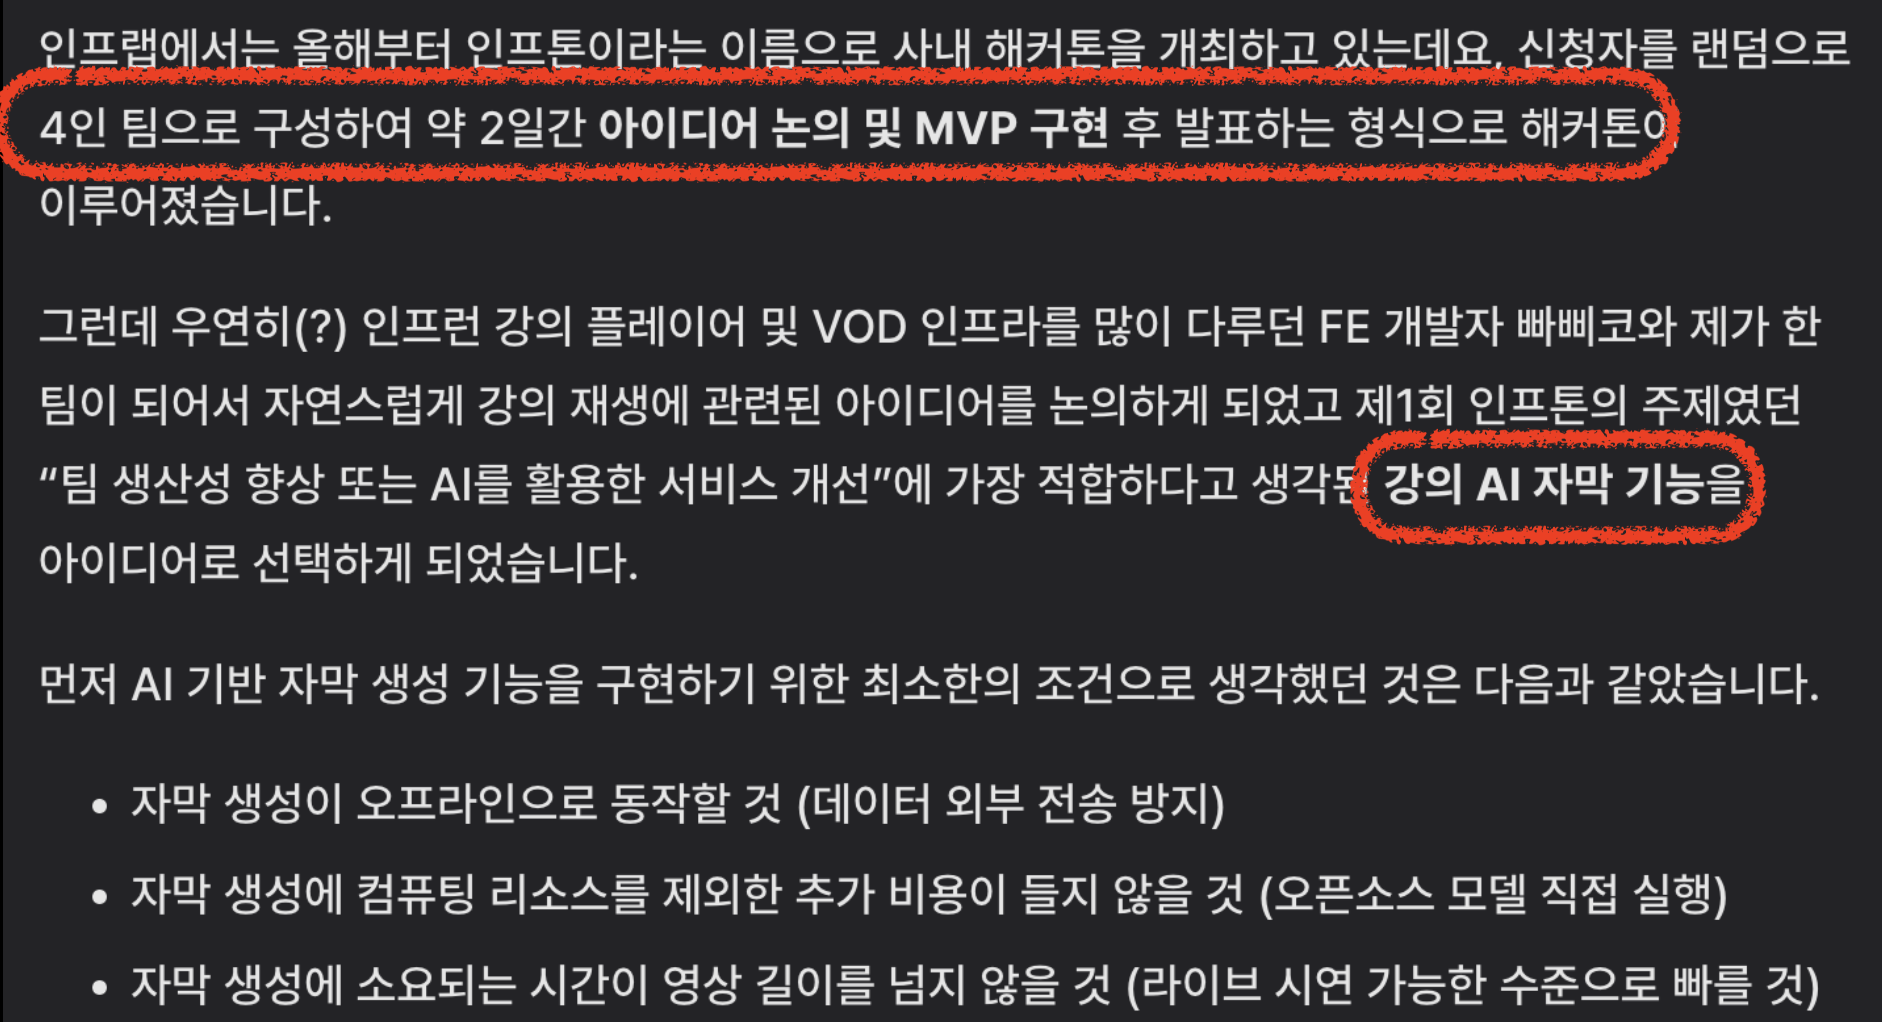 인프랩에서는 올해부터 인프톤이라는 이름으로 사내 해커톤을 개최하고 있는데요, 신청자를 랜덤으로
4인 팀으로 구성하여 약 2일간 아이디어 논의 및 MVP 구현 후 발표하는 형식으로 해커톤이
이루어졌습니다.
그런데 우연히(?) 인프런 강의 플레이어 및 VOD 인프라를 많이 다루던 FE 개발자 빠삐코와 제가 한
팀이 되어서 자연스럽게 강의 재생에 관련된 아이디어를 논의하게 되었고 제1회 인프톤의 주제였던
“팀 생산성 향상 또는 AI를 활용한 서비스 개선”에 가장 적합하다고 생각된 강의 AI 자막 기능을
아이디어로 선택하게 되었습니다.
먼저 AI 기반 자막 생성 기능을 구현하기 위한 최소한의 조건으로 생각했던 것은 다음과 같았습니다.
• 자막 생성이 오프라인으로 동작할 것 (데이터 외부 전송 방지)
• 자막 생성에 컴퓨팅 리소스를 제외한 추가 비용이 들지 않을 것 (오픈소스 모델 직접 실행)
• 자막 생성에 소요되는 시간이 영상 길이를 넘지 않을 것 (라이브 시연 가능한 수준으로 빠를 것)